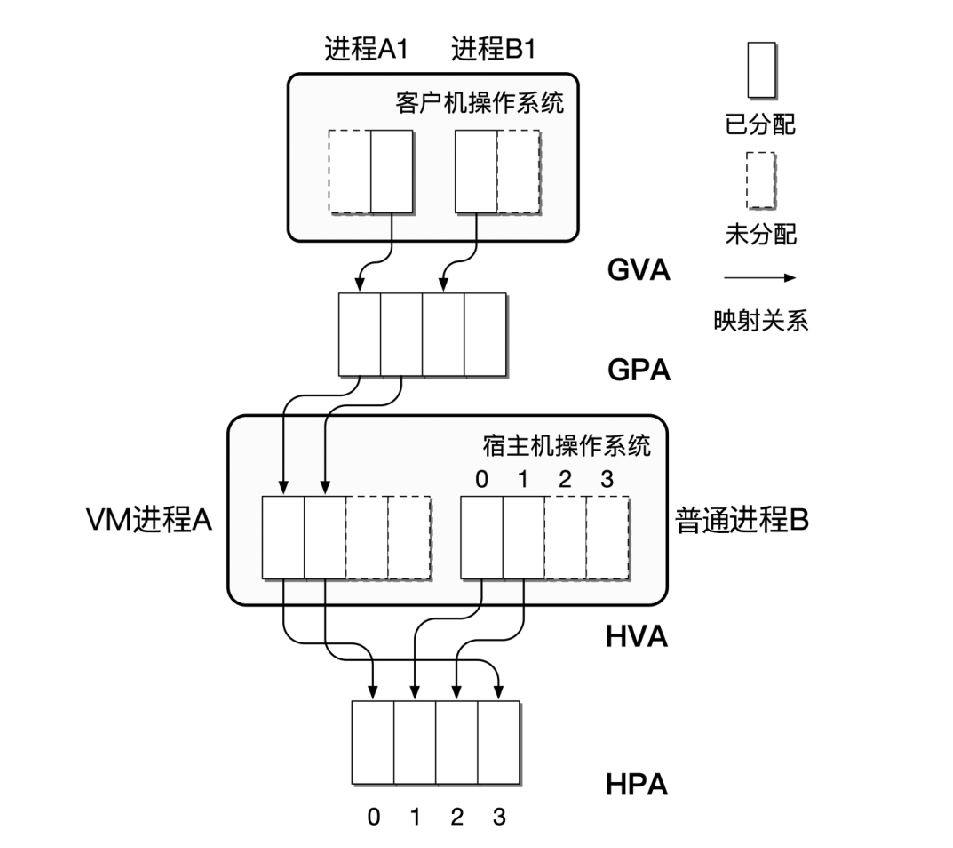 进程A1
进程B1
客户机操作系统
已分配
未分配
映射关系
GVA
GPA
宿主机操作系统
0 1 2 3
VM进程A
普通进程B
HVA
HPA
0 1 2 3